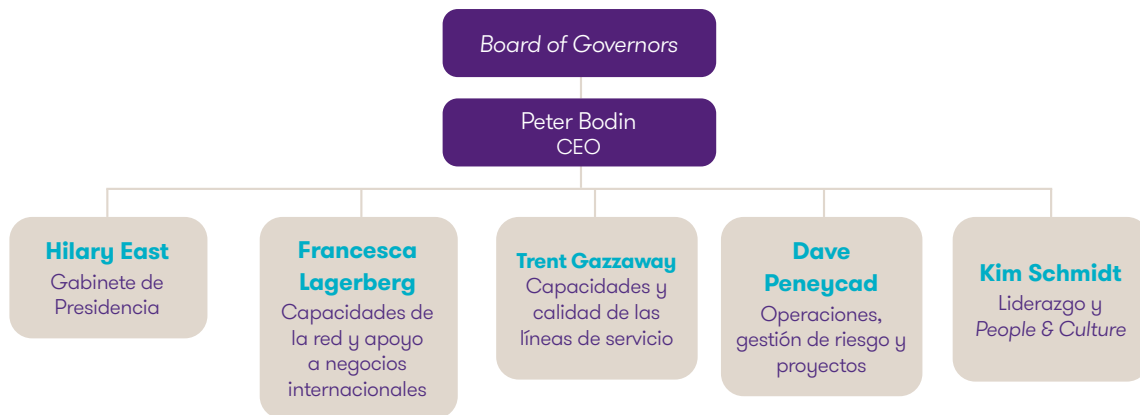 Board of Governors
Peter Bodin
CEO
Hilary East
Gabinete de
Presidencia
Francesca
Lagerberg
Capacidades de
la red y apoyo
a negocios
internacionales
Trent Gazzaway
Capacidades y
calidad de las
líneas de servicio
Dave
Peneycad
Operaciones,
gestión de riesgo y
proyectos
Kim Schmidt
Liderazgo y
People & Culture